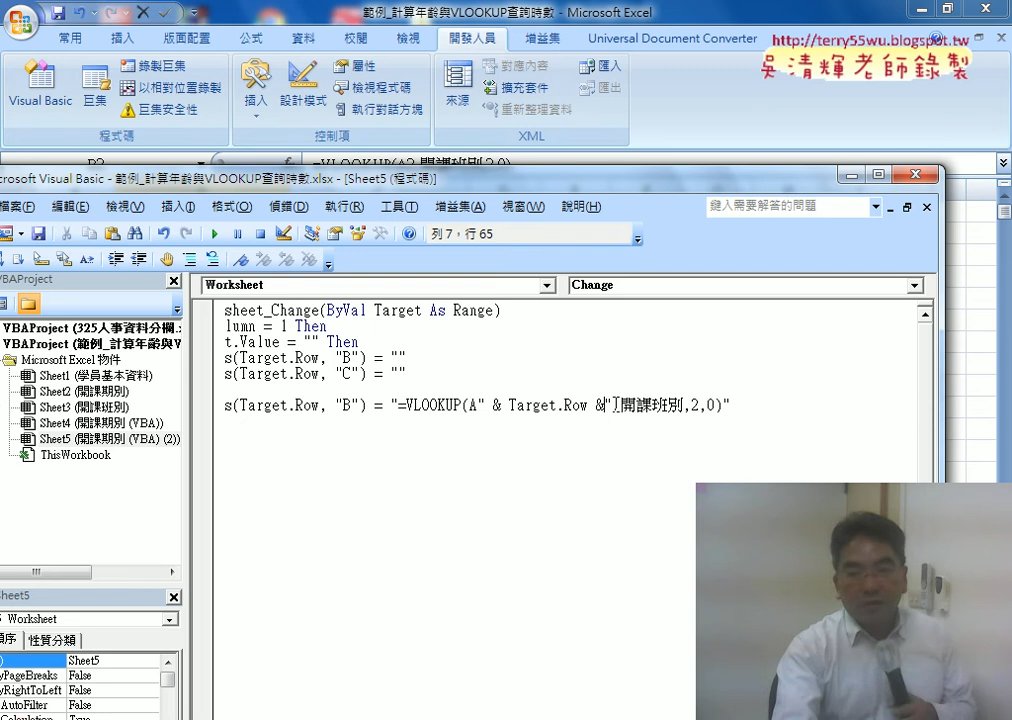 範例_計算年齡與VLOOKUP查詢時數 - Microsoft Excel
常用 插入 版面配置 公式 資料 校閱 檢視 開發人員 增益集 Universal Document Converter
http://terry55wu.blogspot.tw
吳清輝老師錄製
Visual Basic 巨集 錄製巨集 以相對位置錄製 巨集安全性
程式碼
插入 設計模式 屬性 檢視程式碼 執行對話方塊
控制項
來源 對應內容 擴充套件 重新整理資料 匯入 匯出
XML
=VLOOKUP(A2,開課班別,2,0)
rosoft Visual Basic - 範例_計算年齡與VLOOKUP查詢時數.xlsx - [Sheet5 (程式碼)]
檔案(F) 編輯(E) 檢視(V) 插入(I) 格式(O) 偵錯(D) 執行(R) 工具(T) 增益集(A) 視窗(W) 說明(H)
鍵入需要解答的問題
列 7，行 65
VBAProject
Worksheet
Change
VBAProject (325人事資料分欄.x
VBAProject (範例_計算年齡與V
Microsoft Excel 物件
Sheet1 (學員基本資料)
Sheet2 (開課期別)
Sheet3 (開課班別)
Sheet4 (開課期別 (VBA)
Sheet5 (開課期別 (VBA) (2))
ThisWorkbook
sheet_Change(ByVal Target As Range)
lumn = 1 Then
t.Value = "" Then
s(Target.Row, "B") = ""
s(Target.Row, "C") = ""
s(Target.Row, "B") = "=VLOOKUP(A" & Target.Row &",開課班別,2,0)"
Sheet5
5 Worksheet
順序 性質分類
) Sheet5
yPageBreaks False
yRightToLeft False
AutoFilter False
Calculation True